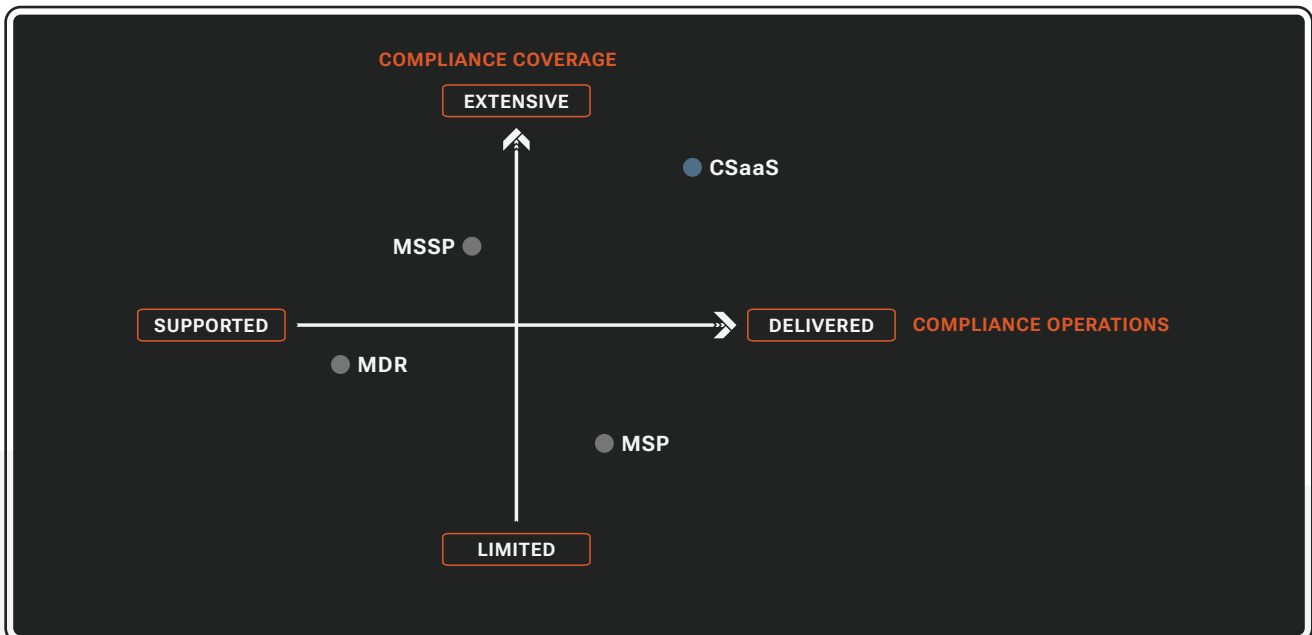 COMPLIANCE COVERAGE
EXTENSIVE
CSaaS
MSSP
SUPPORTED
DELIVERED
COMPLIANCE OPERATIONS
MDR
MSP
LIMITED